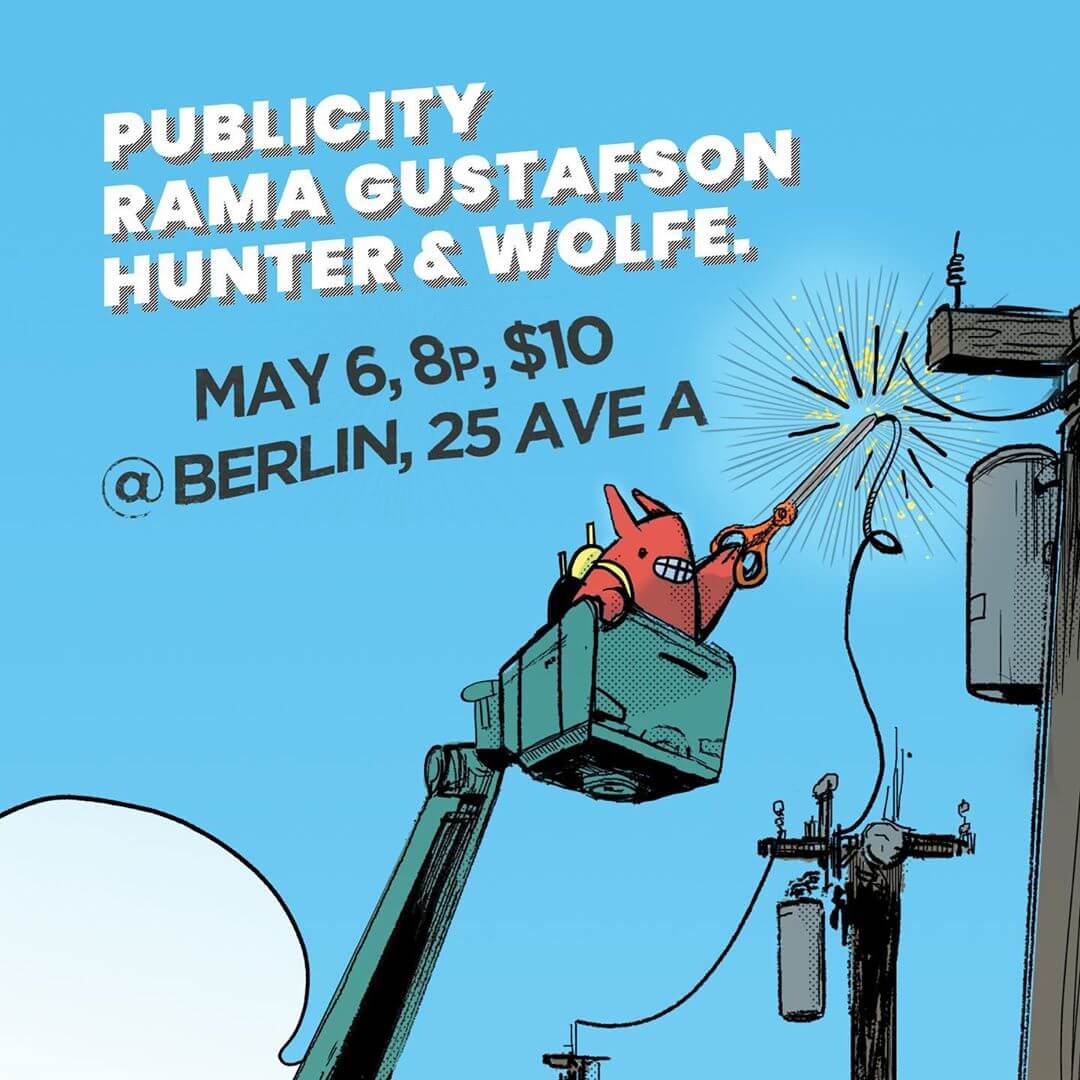 PUBLICITY
RAMA GUSTAFSON
HUNTER & WOLFE.
MAY 6, 8P, $10
@ BERLIN, 25 AVE A